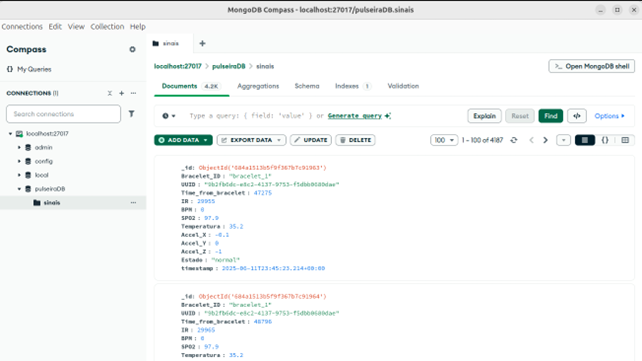 MongoDB Compass - localhost:27017/pulseiraDB.sinais
Connections Edit View Collection Help
Compass
My Queries
CONNECTIONS (1)
Search connections
localhost:27017
admin
config
local
pulseiraDB
sinais
sinais
localhost:27017 > pulseiraDB > sinais
Open MongoDB shell
Documents 4.2K Aggregations Schema Indexes 1 Validation
Type a query: { field: 'value' } or Generate query
Explain Reset Find Options
ADD DATA EXPORT DATA UPDATE DELETE
100 1 – 100 of 4187
_id: ObjectId('684a1513b5f9f367b7c91963')
Bracelet_ID : "bracelet_1"
UUID : "9b2fb6dc-e8c2-4137-9753-f5dbb0680dae"
Time_from_bracelet : 47275
IR : 20955
BPM : 0
SPO2 : 97.9
Temperatura : 35.2
Accel_X : -0.1
Accel_Y : 0
Accel_Z : -1
Estado : "normal"
timestamp : 2025-06-11T23:45:23.214+00:00
_id: ObjectId('684a1513b5f9f367b7c91964')
Bracelet_ID : "bracelet_1"
UUID : "9b2fb6dc-e8c2-4137-9753-f5dbb0680dae"
Time_from_bracelet : 48796
IR : 20965
BPM : 0
SPO2 : 97.9
Temperatura : 35.2